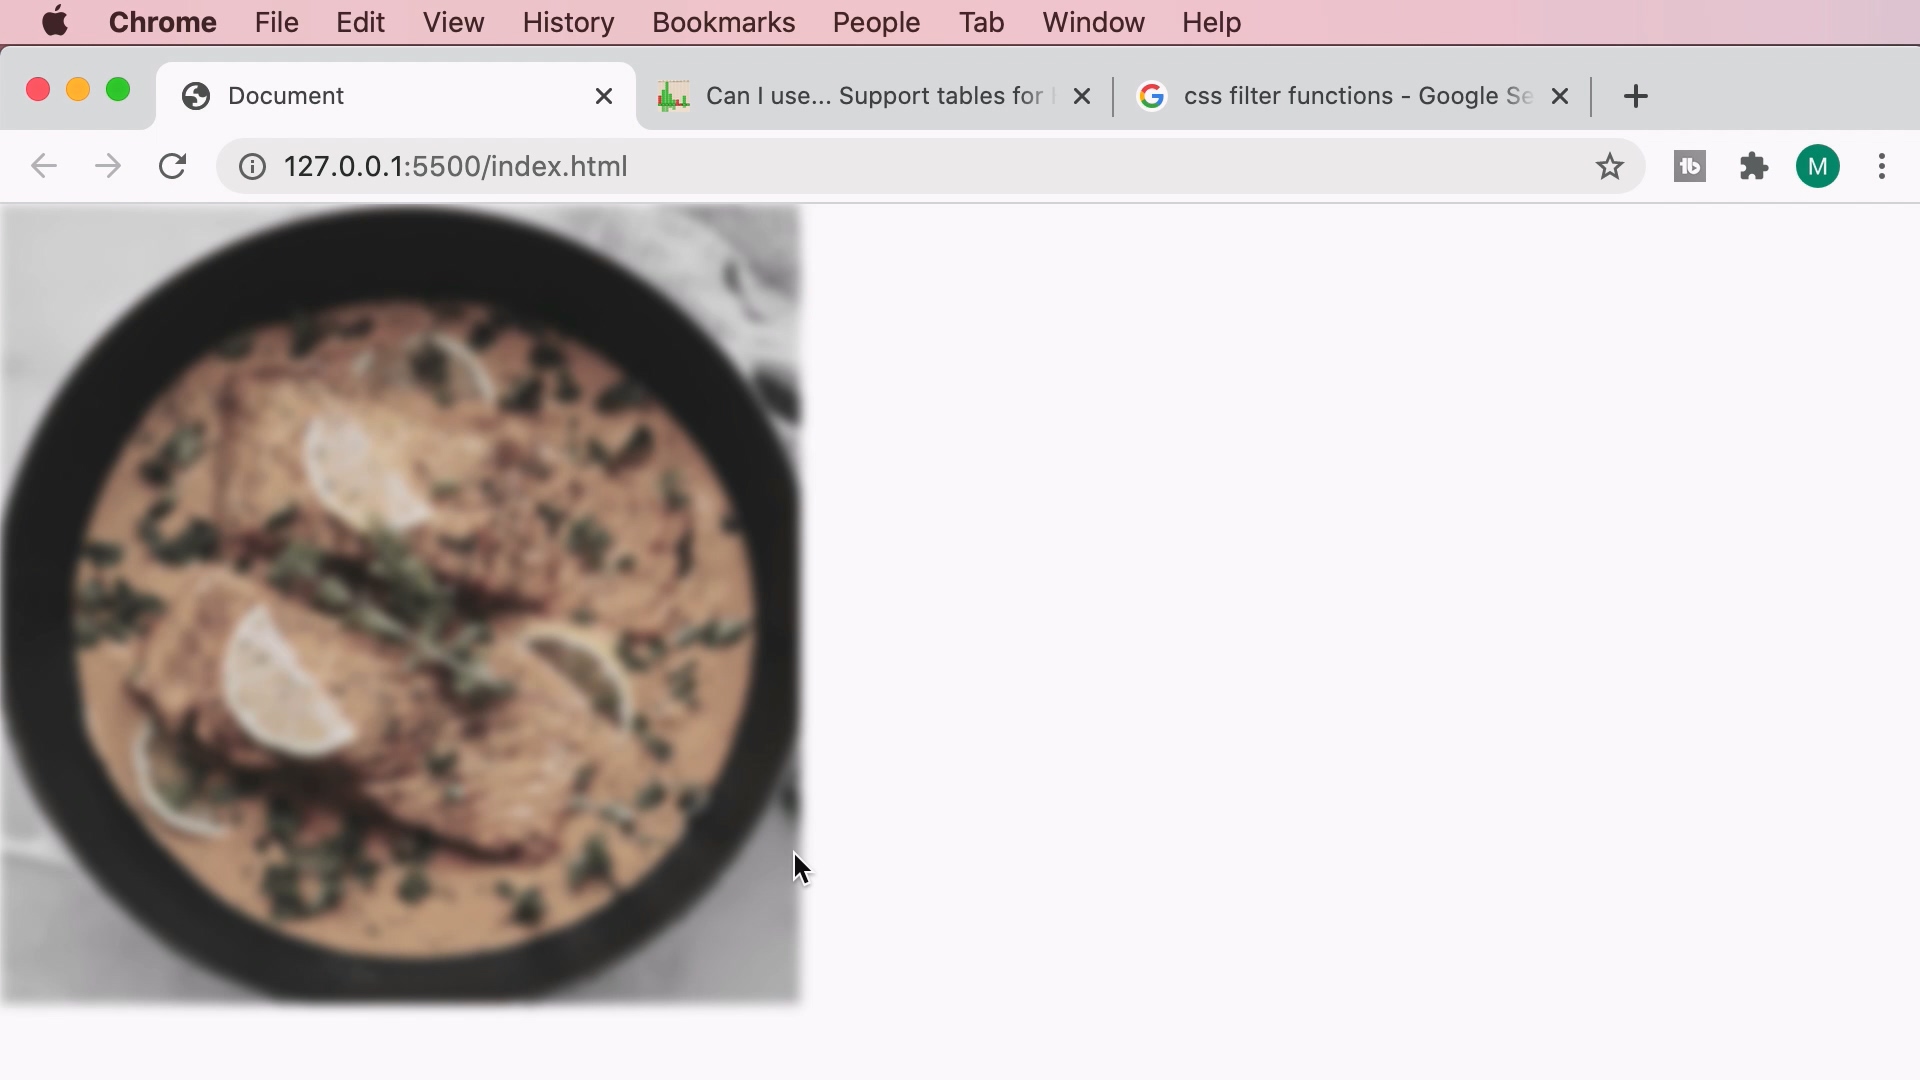 Chrome File Edit View History Bookmarks People Tab Window Help
Document Can I use... Support tables for css filter functions - Google Se
127.0.0.1:5500/index.html M